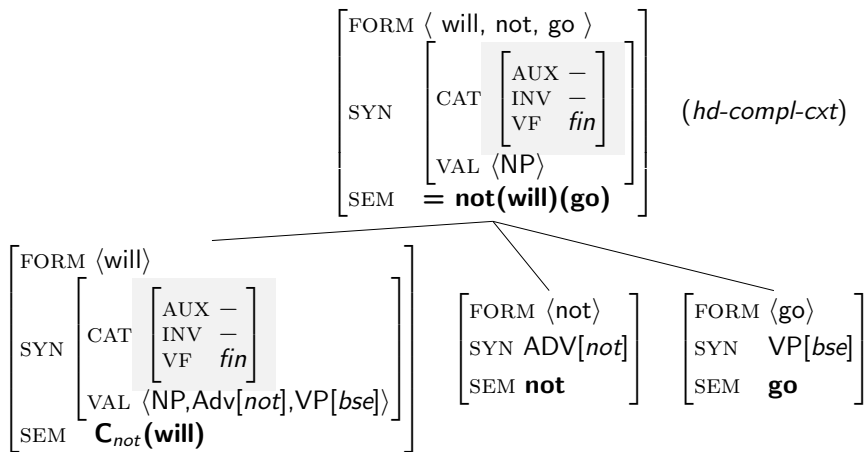 FORM ⟨ will, not, go ⟩
AUX −
CAT INV −
SYN VF fin (hd-compl-cxt)
VAL ⟨NP⟩
SEM = not(will)(go)
FORM ⟨will⟩
AUX −
CAT INV −
SYN VF fin
VAL ⟨NP,Adv[not],VP[bse]⟩
SEM C_not(will)
FORM ⟨not⟩
SYN ADV[not]
SEM not
FORM ⟨go⟩
SYN VP[bse]
SEM go